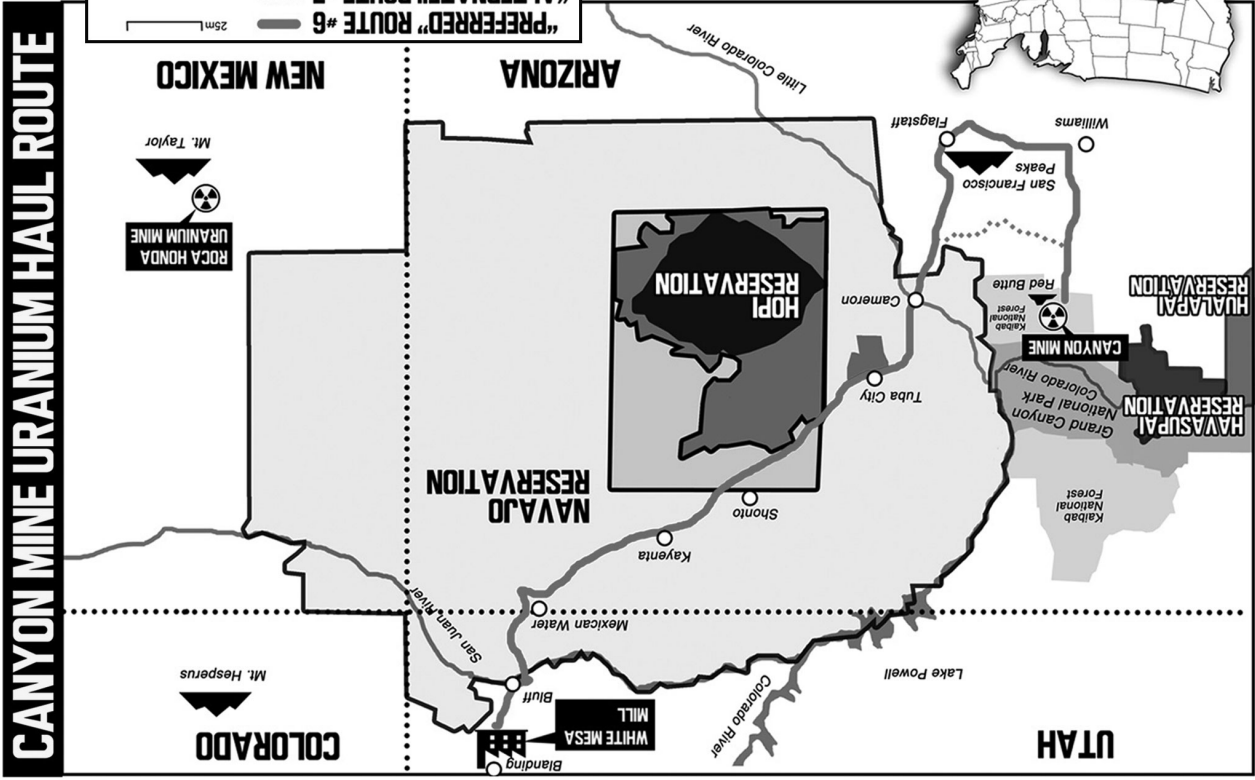 CANYON MINE URANIUM HAUL ROUTE
Blanding
WHITE MESA
MILL
UTAH
COLORADO
Colorado River
Bluff
Lake Powell
Mt. Hesperus
San Juan River
Mexican Water
Kayenta
Shonto
Kaibab
National
Forest
NAVAJO
RESERVATION
HAVASUPAI
RESERVATION
Grand Canyon
National Park
Colorado River
Tuba City
CANYON MINE
Kaibab
National
Forest
Red Butte
HUALAPAI
RESERVATION
Cameron
HOPI
RESERVATION
ROCA HONDA
URANIUM MINE
Mt. Taylor
San Francisco
Peaks
Williams
Flagstaff
Little Colorado River
ARIZONA
NEW MEXICO
"PREFERRED" ROUTE #6
25m